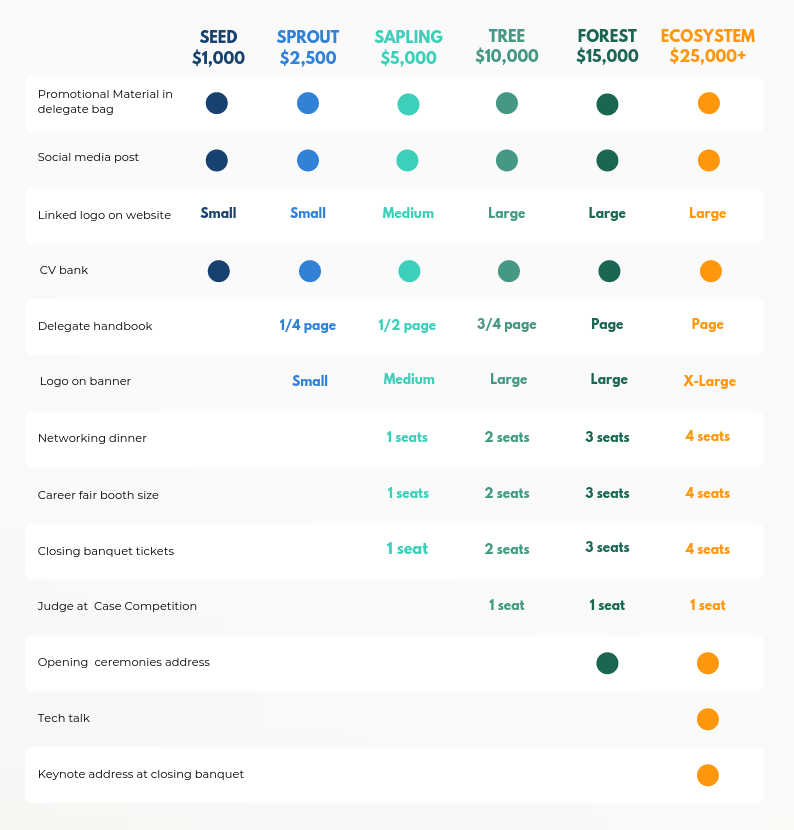 SEED SPROUT SAPLING TREE FOREST ECOSYSTEM
$1,000 $2,500 $5,000 $10,000 $15,000 $25,000+
Promotional Material in
delegate bag
Social media post
Linked logo on website Small Small Medium Large Large Large
CV bank
Delegate handbook 1/4 page 1/2 page 3/4 page Page Page
Logo on banner Small Medium Large Large X-Large
Networking dinner 1 seats 2 seats 3 seats 4 seats
Career fair booth size 1 seats 2 seats 3 seats 4 seats
Closing banquet tickets 1 seat 2 seats 3 seats 4 seats
Judge at Case Competition 1 seat 1 seat 1 seat
Opening ceremonies address
Tech talk
Keynote address at closing banquet